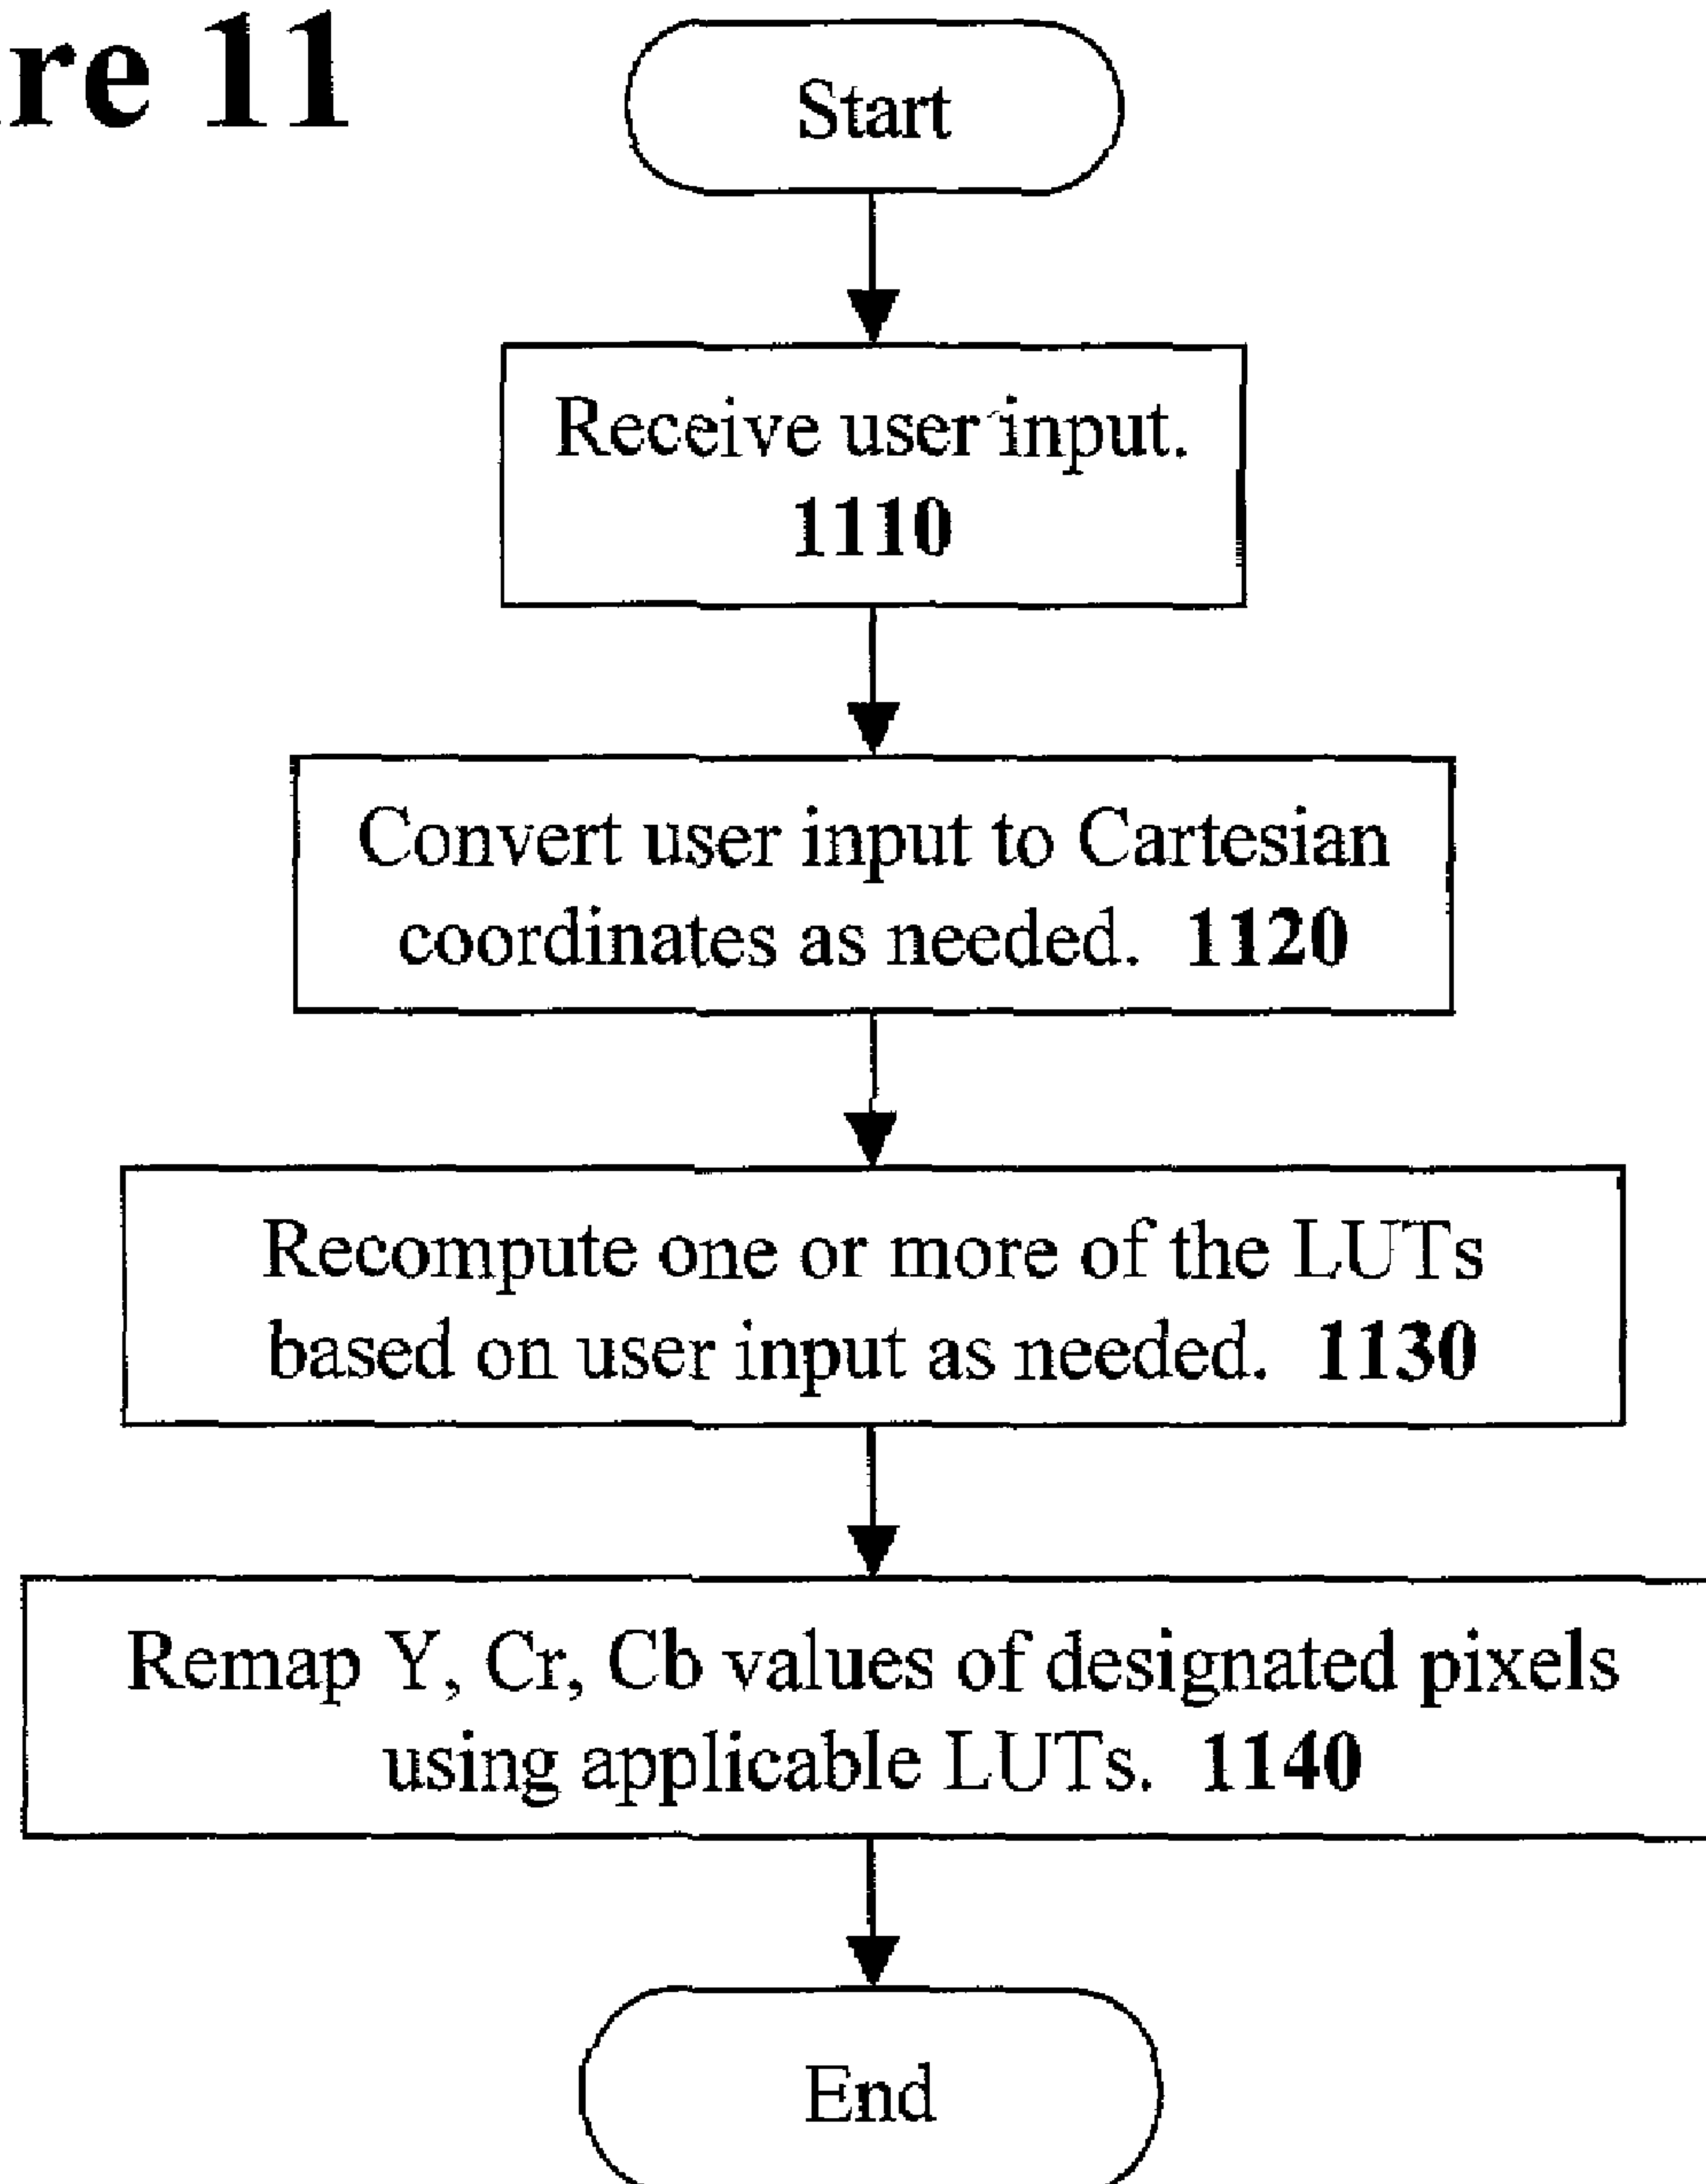 re 11
Start
Receive user input.
1110
Convert user input to Cartesian
coordinates as needed. 1120
Recompute one or more of the LUTs
based on user input as needed. 1130
Remap Y, Cr, Cb values of designated pixels
using applicable LUTs. 1140
End